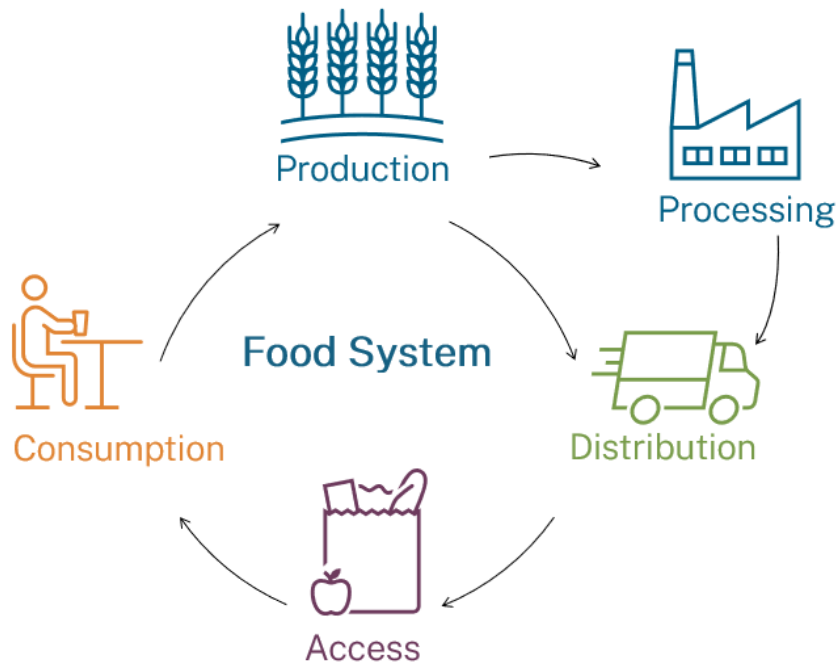 Production
Processing
Food System
Distribution
Consumption
Access